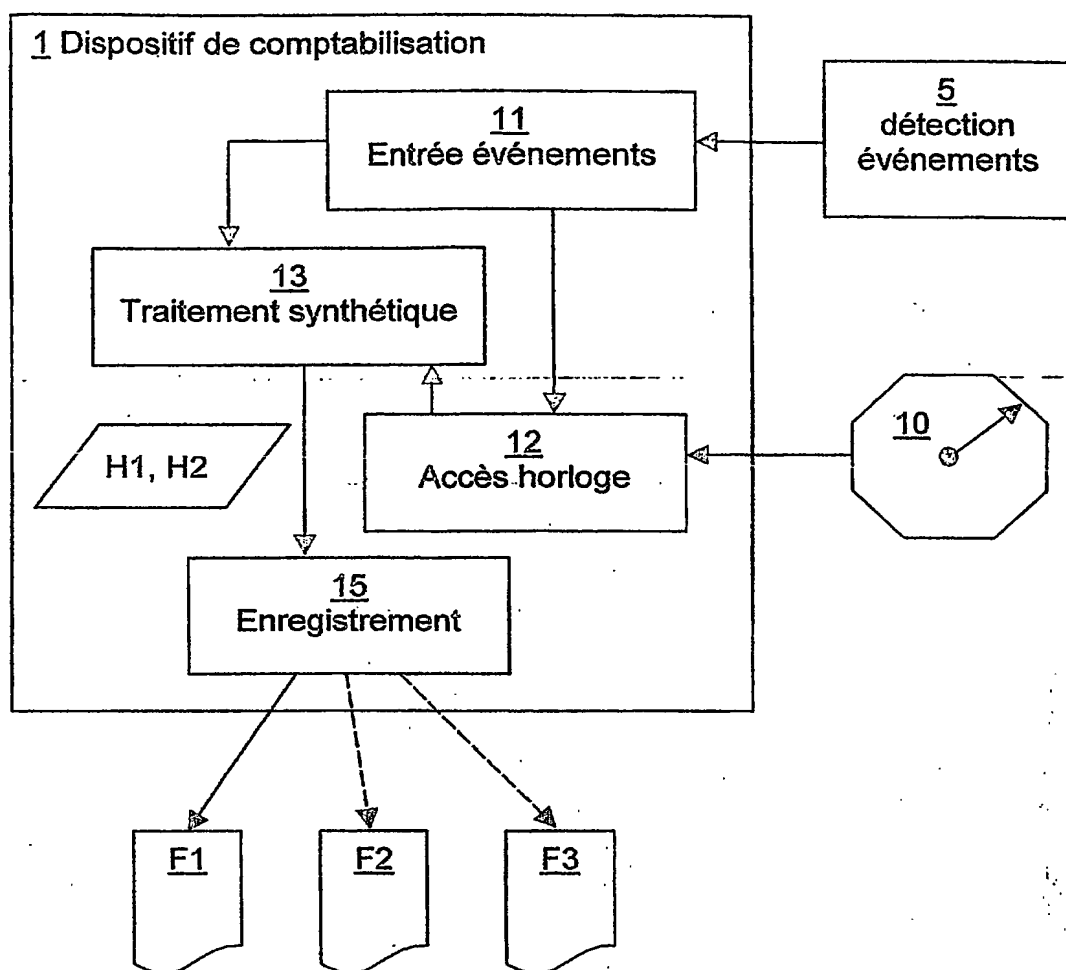 1 Dispositif de comptabilisation
11
Entrée événements
5
détection
événements
13
Traitement synthétique
H1, H2
12
Accès horloge
10
15
Enregistrement
F1
F2
F3